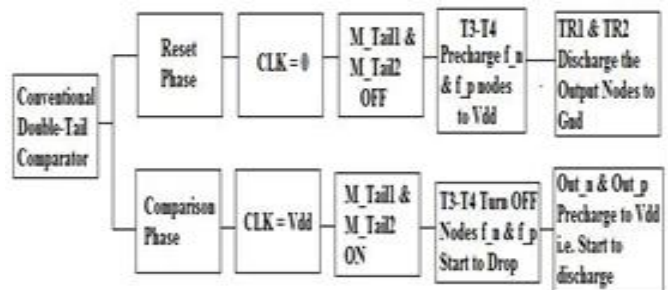 Conventional
Double-Tail
Comparator
Reset
Phase
CLK = 0
M_Tail1 &
M_Tail2
OFF
T3-T4
Precharge f_n
& f_p nodes
to Vdd
TR1 & TR2
Discharge the
Output Nodes to
Gnd
Comparison
Phase
CLK = Vdd
M_Tail1 &
M_Tail2
ON
T3-T4 Turn OFF
Nodes f_n & f_p
Start to Drop
Out_n & Out_p
Precharge to Vdd
i.e. Start to
discharge